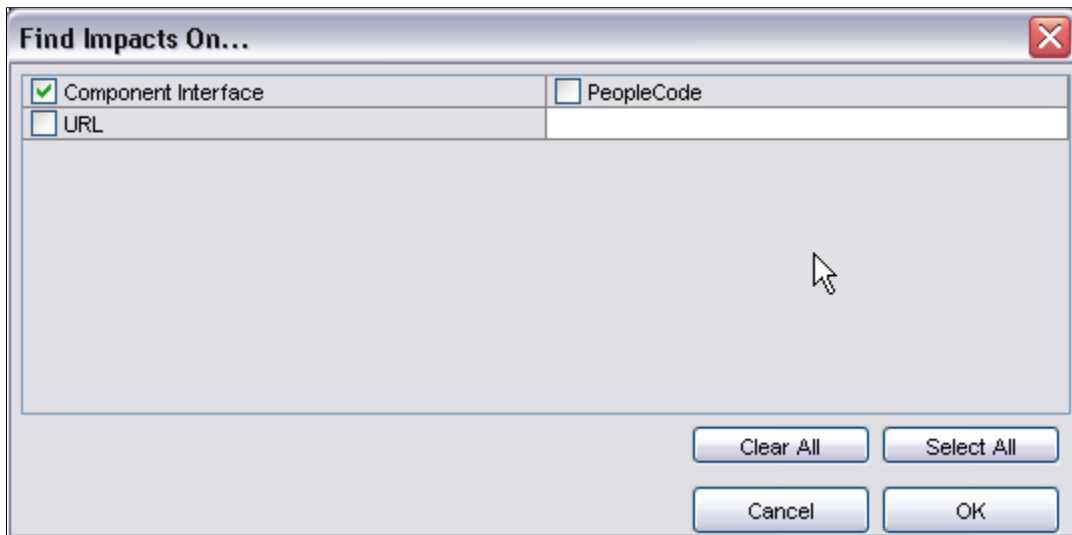 Find Impacts On...
Component Interface PeopleCode
URL
Clear All Select All
Cancel OK